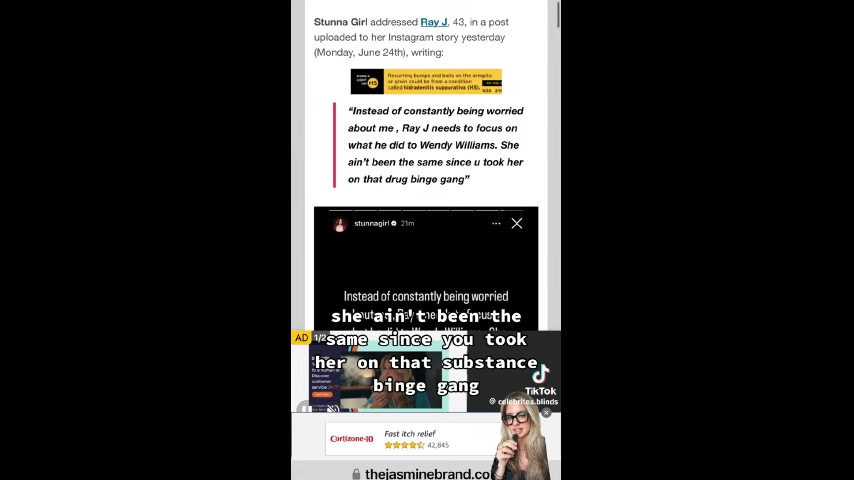 Stunna Girl addressed Ray J, 43, in a post
uploaded to her Instagram story yesterday
(Monday, June 24th), writing:
Recurring bumps and boils on the armpits
or groin could be from a condition
called hidradenitis suppurativa (HS).
HS
“Instead of constantly being worried
about me , Ray J needs to focus on
what he did to Wendy Williams. She
ain’t been the same since u took her
on that drug binge gang”
stunnagirl 21m
Instead of constantly being worried
she ain't been the
same since you took
her on that substance
binge gang
AD 1/2
Discover
customer
TikTok
@ celebritea.blinds
Cortizone-10
Fast itch relief
42,845
thejasminebrand.co